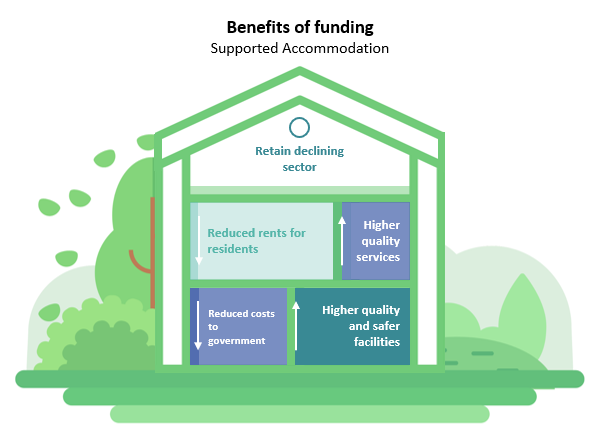 Benefits of funding
Supported Accommodation
Retain declining
sector
Reduced rents for
residents
Higher
quality
services
Reduced costs
to
government
Higher quality
and safer
facilities